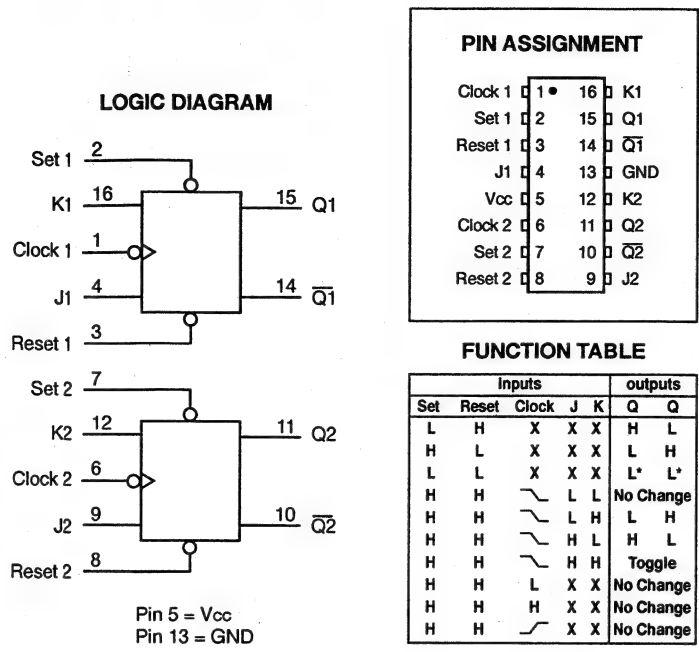 LOGIC DIAGRAM
Set 1 2
K1 16
15 Q1
Clock 1 1
J1 4
14 Q1
Reset 1 3
Set 2 7
K2 12
11 Q2
Clock 2 6
J2 9
10 Q2
Reset 2 8
Pin 5 = Vcc
Pin 13 = GND
PIN ASSIGNMENT
Clock 1 1 16 K1
Set 1 2 15 Q1
Reset 1 3 14 Q1
J1 4 13 GND
Vcc 5 12 K2
Clock 2 6 11 Q2
Set 2 7 10 Q2
Reset 2 8 9 J2
FUNCTION TABLE
inputs outputs
Set Reset Clock J K Q Q
L H X X X H L
H L X X X L H
L L X X X L* L*
H H L L No Change
H H L H L H
H H H L H L
H H H H Toggle
H H L X X No Change
H H H X X No Change
H H X X No Change